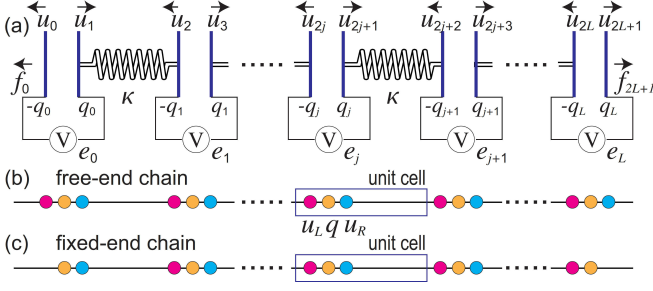 (a) u₀ u₁ u₂ u₃ u₂ⱼ u₂ⱼ₊₁ u₂ⱼ₊₂ u₂ⱼ₊₃ u₂L u₂L₊₁
f₀ κ ····· κ ····· f₂L₊₁
-q₀ q₀ -q₁ q₁ -qⱼ qⱼ -qⱼ₊₁ qⱼ₊₁ -qL qL
V e₀ V e₁ V eⱼ V eⱼ₊₁ V eL
(b) free-end chain unit cell
····· ·····
uL q uR
(c) fixed-end chain unit cell
····· ·····